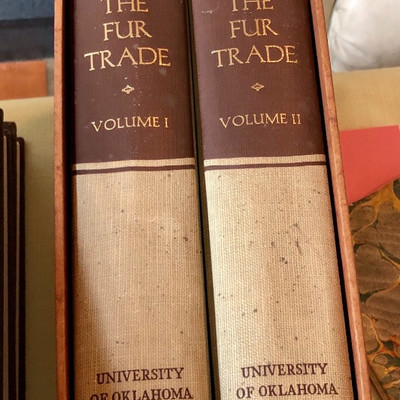 THE
FUR
TRADE
VOLUME I
UNIVERSITY
OF OKLAHOMA
THE
FUR
TRADE
VOLUME II
UNIVERSITY
OF OKLAHOMA